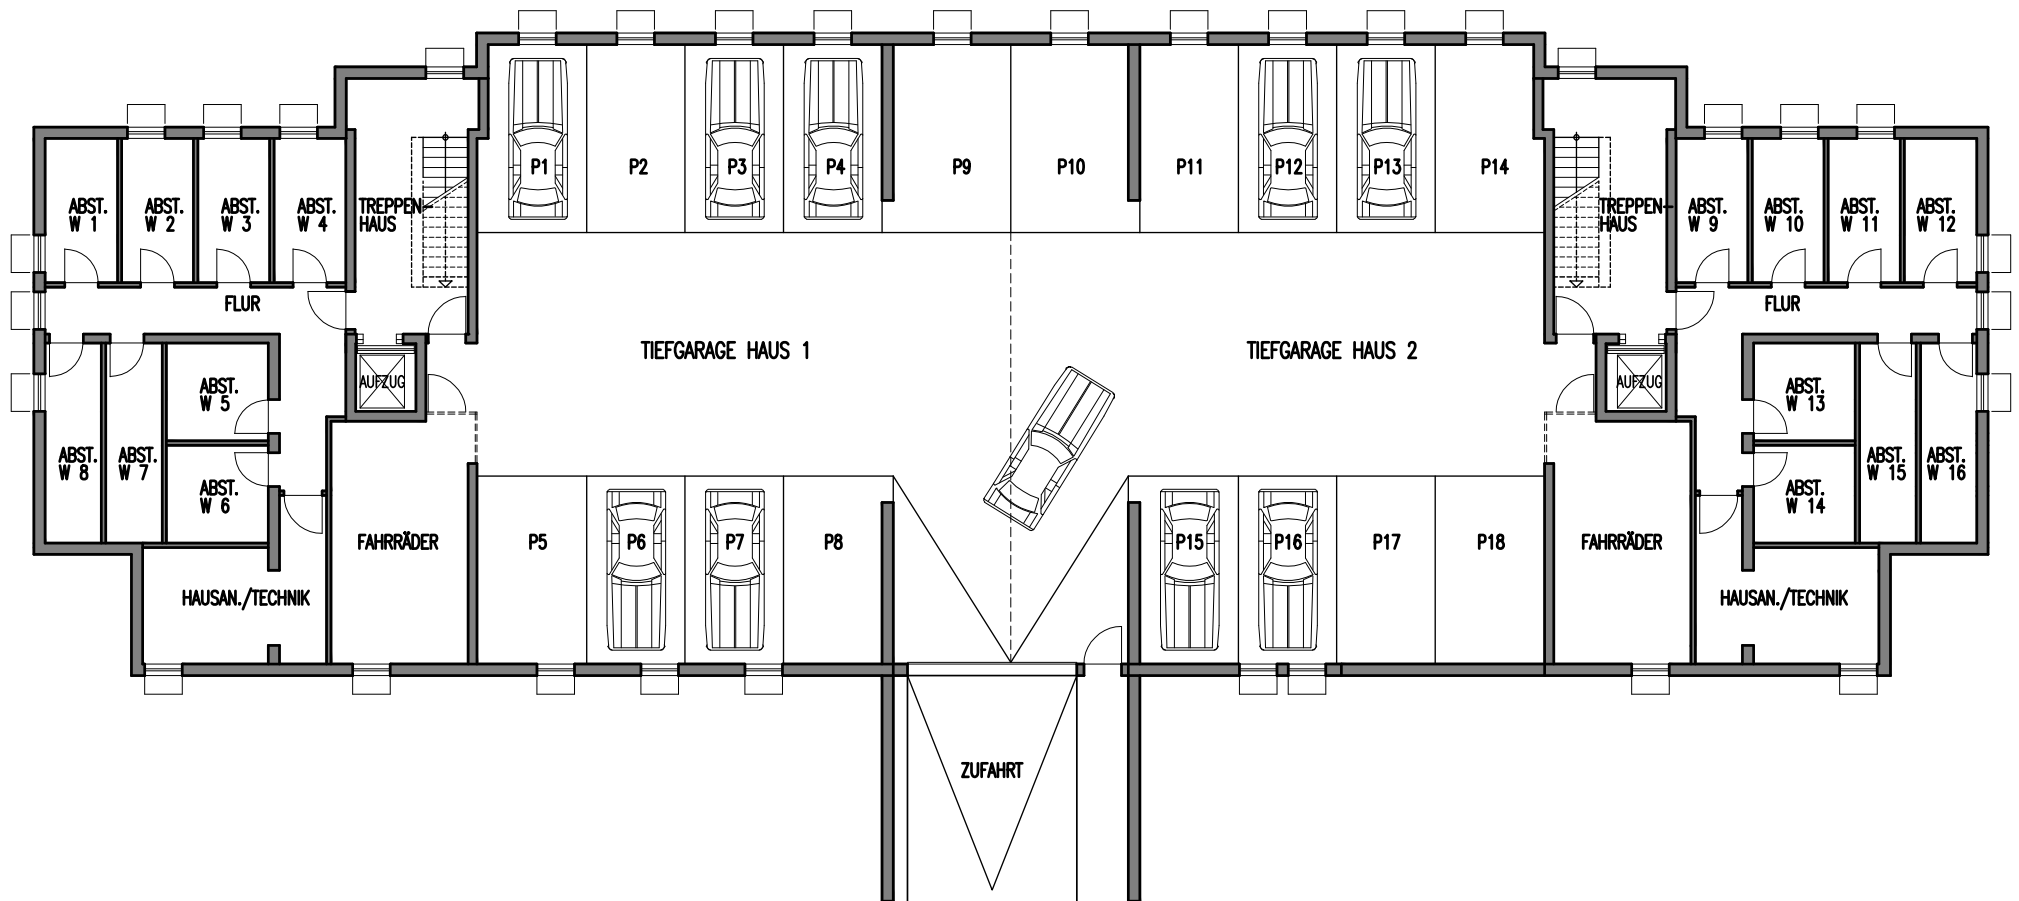 P1
P2
P3
P4
P9
P10
P11
P12
P13
P14
ABST.
W 1
ABST.
W 2
ABST.
W 3
ABST.
W 4
TREPPEN-
HAUS
TREPPEN-
HAUS
ABST.
W 9
ABST.
W 10
ABST.
W 11
ABST.
W 12
FLUR
FLUR
TIEFGARAGE HAUS 1
TIEFGARAGE HAUS 2
AUFZUG
AUFZUG
ABST.
W 5
ABST.
W 13
ABST.
W 8
ABST.
W 7
ABST.
W 6
ABST.
W 14
ABST.
W 15
ABST.
W 16
FAHRRÄDER
P5
P6
P7
P8
P15
P16
P17
P18
FAHRRÄDER
HAUSAN./TECHNIK
HAUSAN./TECHNIK
ZUFAHRT